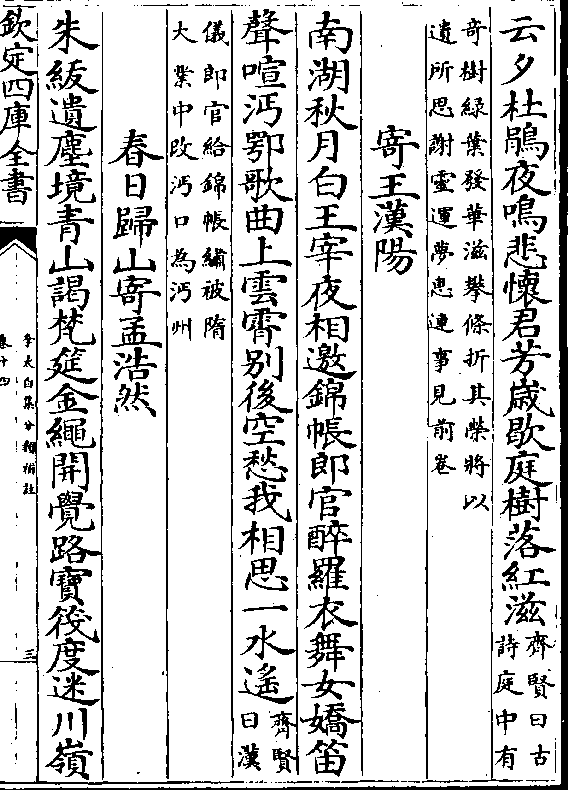 云夕杜鵑夜鳴悲懷君芳歲歇庭樹落紅滋齊賢曰古
詩庭中有
奇樹緑葉發華滋攀條折其榮將以
遺所思謝靈運夢惠連事見前卷
寄王漢陽
南湖秋月白王宰夜相邀錦帳郎官醉羅衣舞女嬌笛
聲喧沔鄂歌曲上雲霄別後空愁我相思一水遙齊賢
曰漢
儀郎官給錦帳繡被隋
大業中改沔口為沔州
春日歸山寄孟浩然
朱紱遺塵境青山謁梵筵金繩開覺路寶筏度迷川嶺
欽定四庫全書
李太白集分類補註
卷十四
三